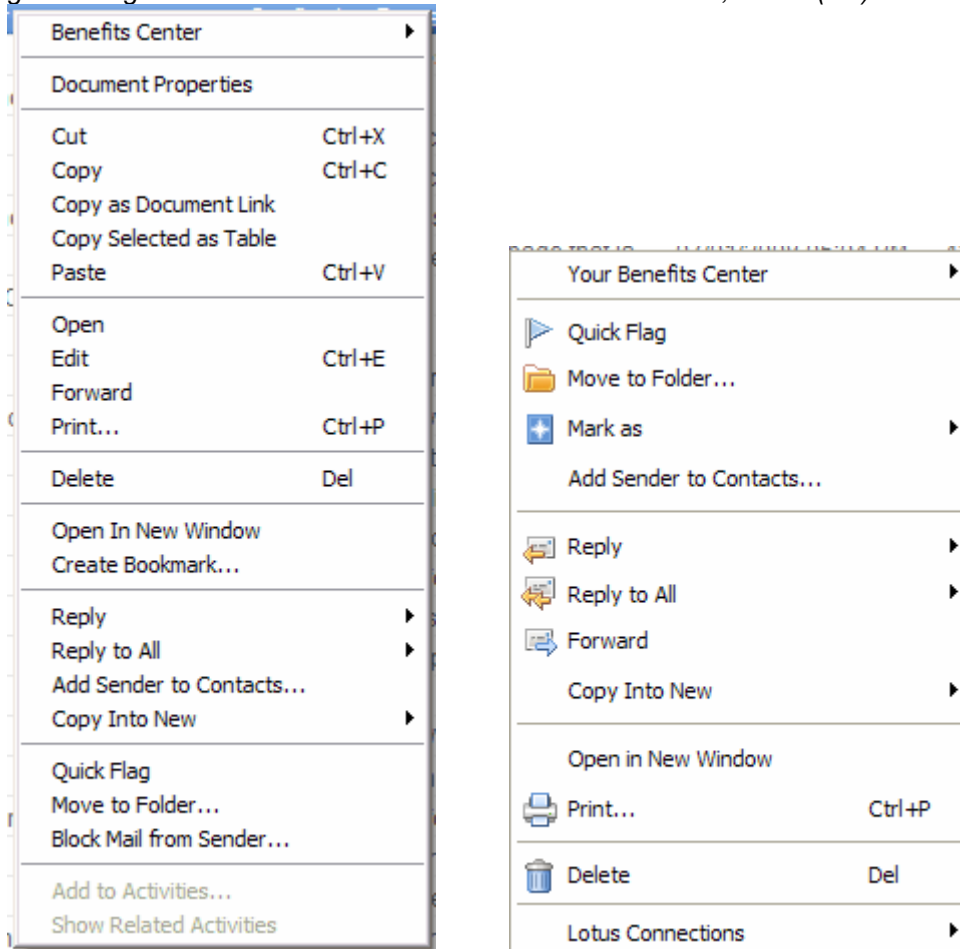 Benefits Center
Document Properties
Cut Ctrl+X
Copy Ctrl+C
Copy as Document Link
Copy Selected as Table
Paste Ctrl+V
Open
Edit Ctrl+E
Forward
Print... Ctrl+P
Delete Del
Open In New Window
Create Bookmark...
Reply
Reply to All
Add Sender to Contacts...
Copy Into New
Quick Flag
Move to Folder...
Block Mail from Sender...
Add to Activities...
Show Related Activities
Your Benefits Center
Quick Flag
Move to Folder...
Mark as
Add Sender to Contacts...
Reply
Reply to All
Forward
Copy Into New
Open in New Window
Print... Ctrl+P
Delete Del
Lotus Connections